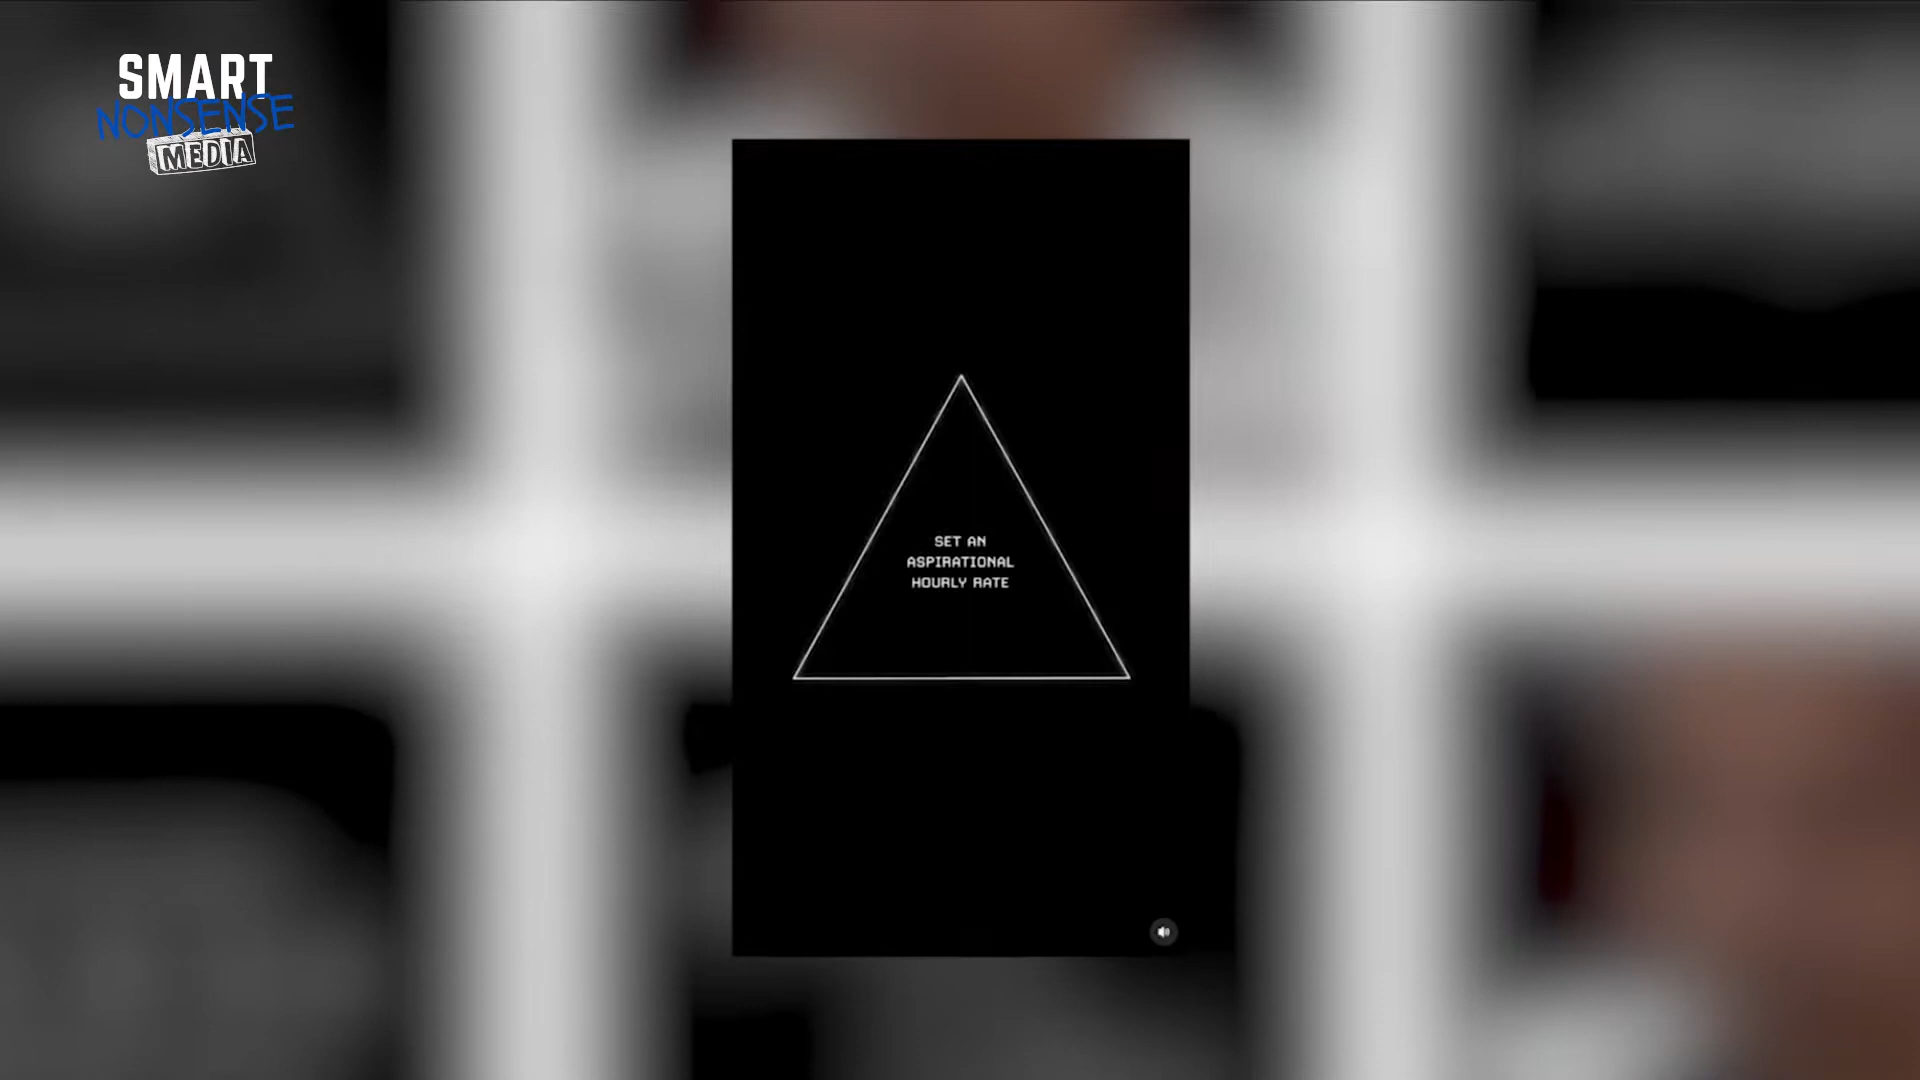 SMART
NONSENSE
MEDIA
SET AN
ASPIRATIONAL
HOURLY RATE